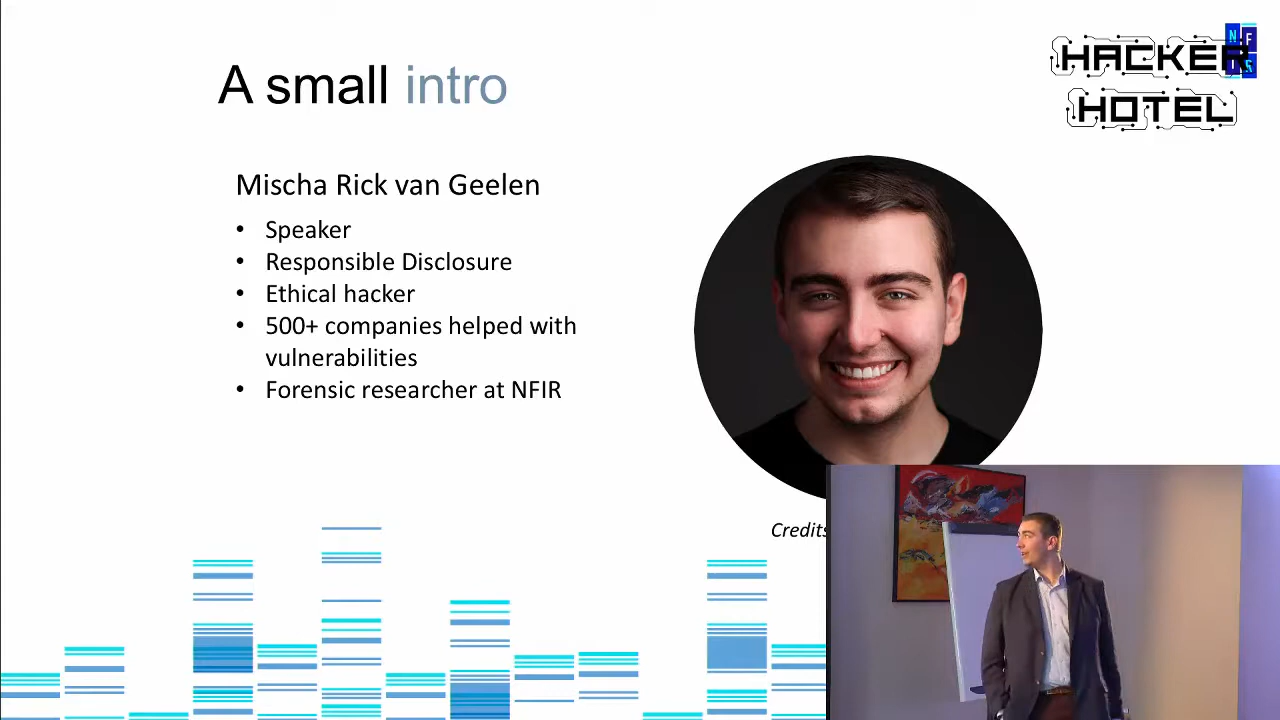 A small intro
HACKER
HOTEL
N F
I R
Mischa Rick van Geelen
• Speaker
• Responsible Disclosure
• Ethical hacker
• 500+ companies helped with
vulnerabilities
• Forensic researcher at NFIR
Credits